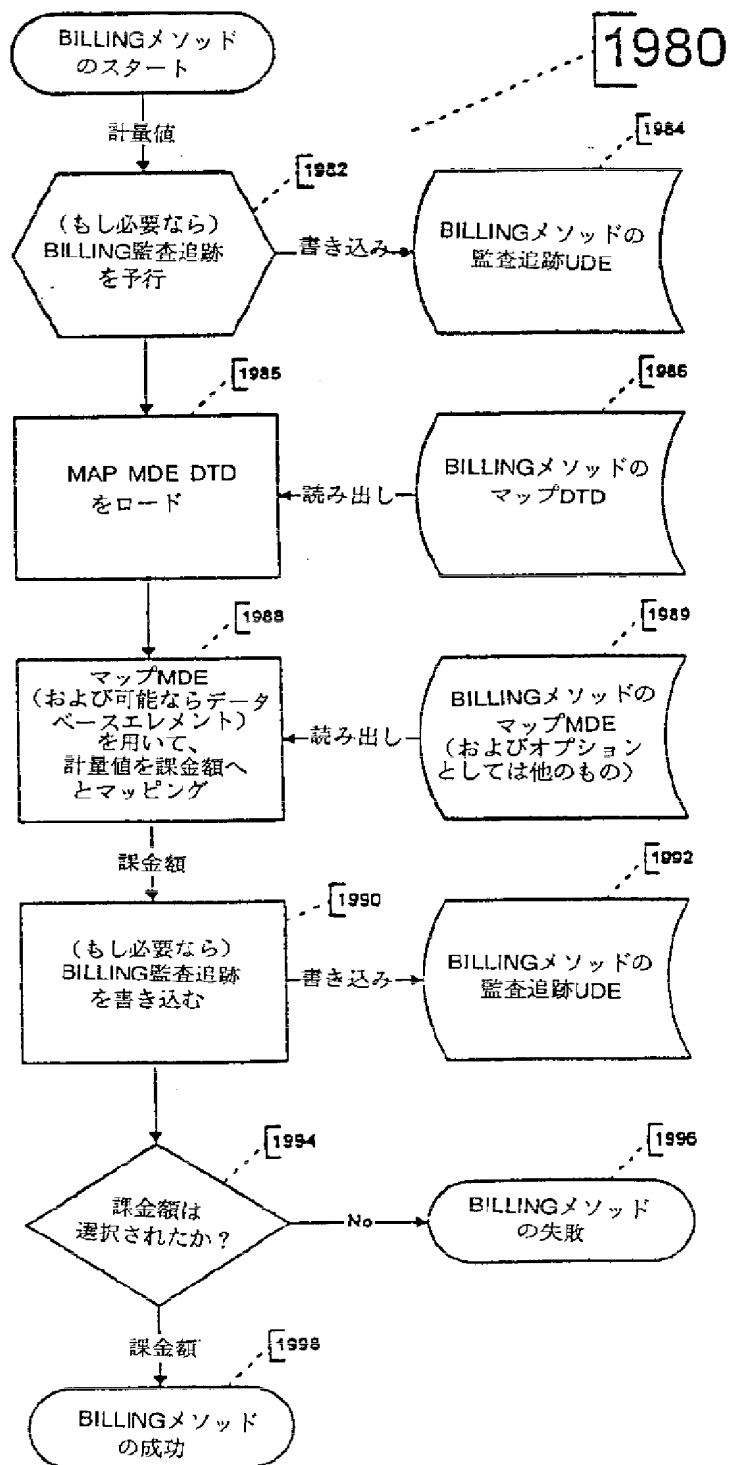 BILLINGメソッド
のスタート
1980
計量値
1982
1984
(もし必要なら)
BILLING監査追跡
を予行
書き込み
BILLINGメソッドの
監査追跡UDE
1985
1986
MAP MDE DTD
をロード
読み出し
BILLINGメソッドの
マップDTD
1988
1989
マップMDE
(および可能ならデータ
ベースエレメント)
を用いて、
計量値を課金額へ
とマッピング
読み出し
BILLINGメソッドの
マップMDE
(およびオプション
としては他のもの)
課金額
1990
1992
(もし必要なら)
BILLING監査追跡
を書き込む
書き込み
BILLINGメソッドの
監査追跡UDE
1994
1996
課金額は
選択されたか?
No
BILLINGメソッド
の失敗
課金額
1998
BILLINGメソッド
の成功